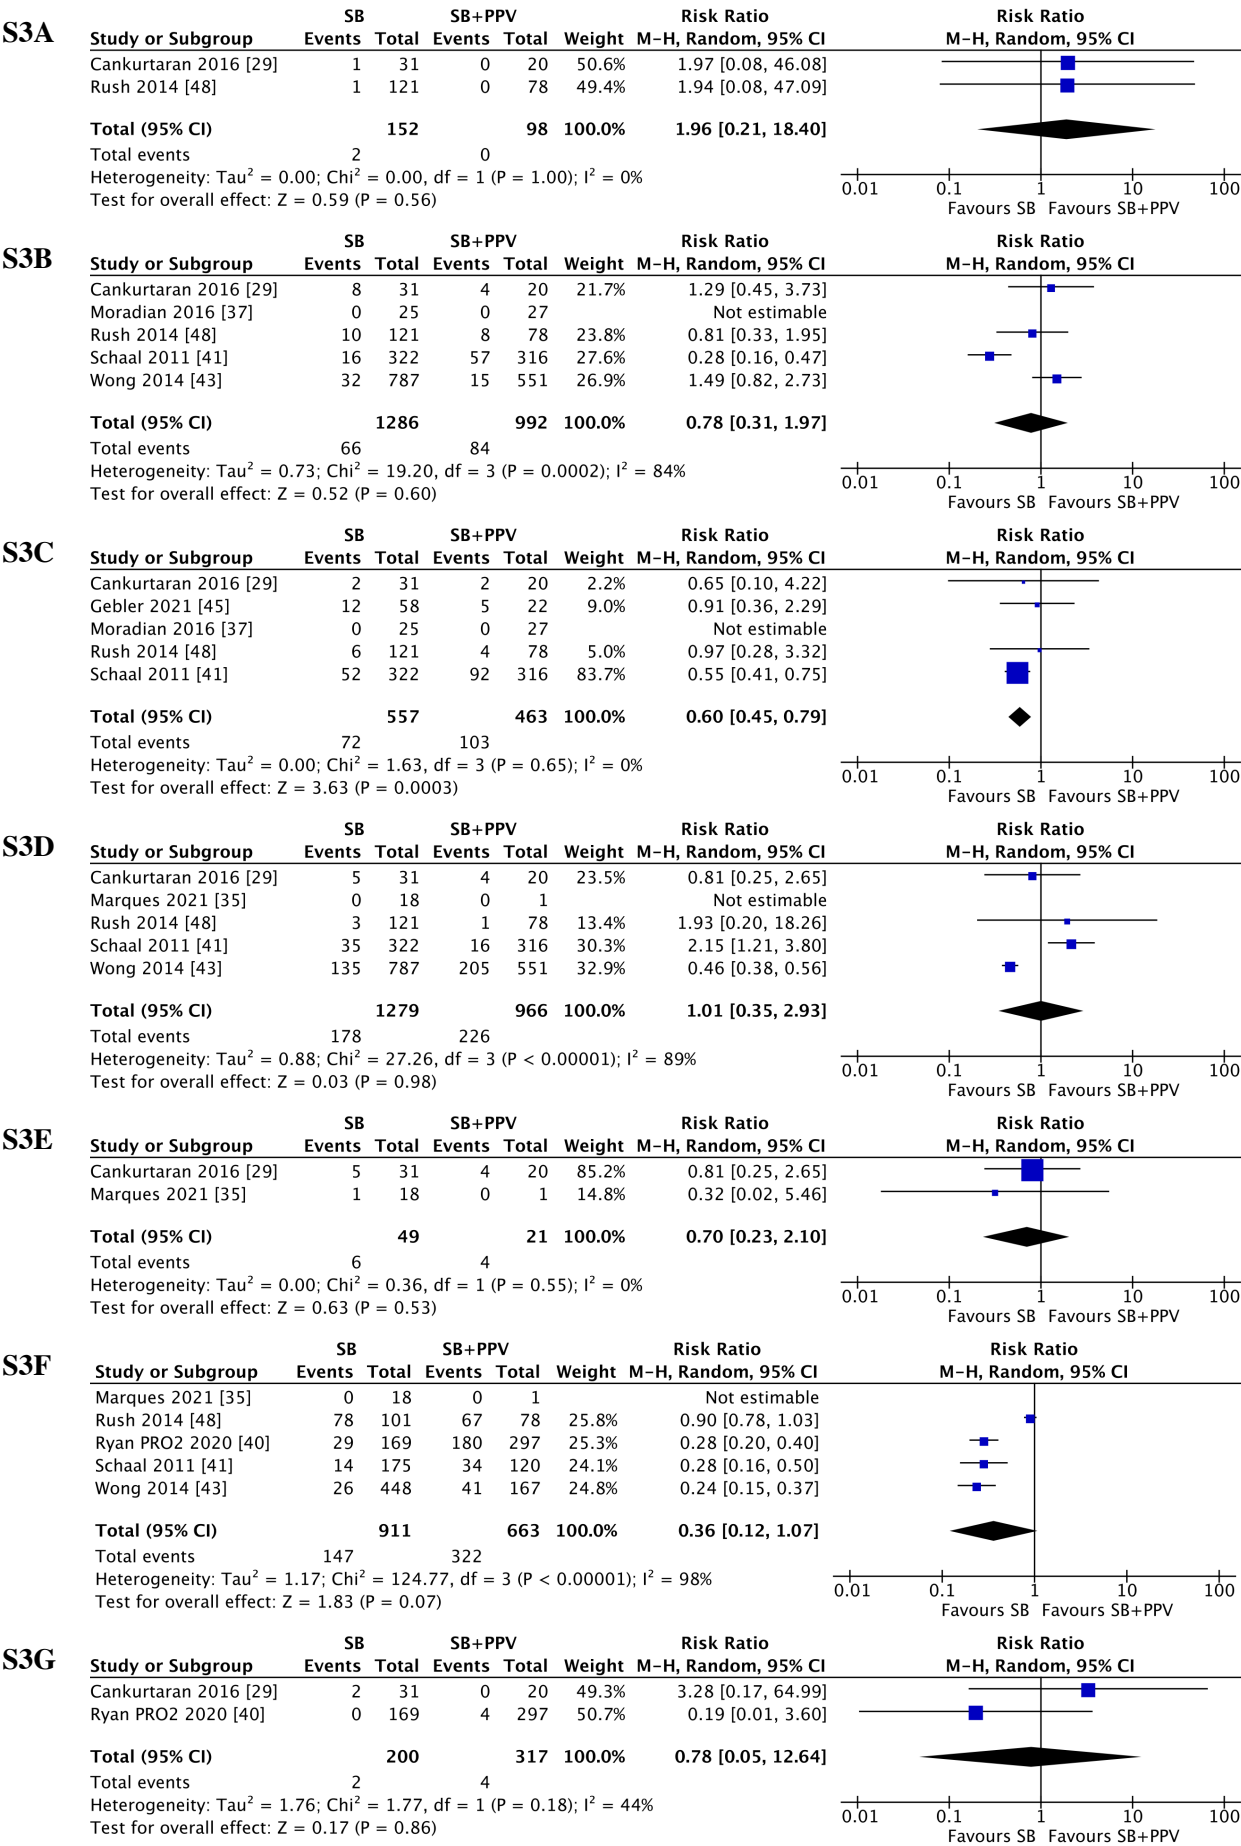 S3A
SB SB+PPV Risk Ratio Risk Ratio
Study or Subgroup Events Total Events Total Weight M-H, Random, 95% CI M-H, Random, 95% CI
Cankurtaran 2016 [29] 1 31 0 20 50.6% 1.97 [0.08, 46.08]
Rush 2014 [48] 1 121 0 78 49.4% 1.94 [0.08, 47.09]
Total (95% CI) 152 98 100.0% 1.96 [0.21, 18.40]
Total events 2 0
Heterogeneity: Tau² = 0.00; Chi² = 0.00, df = 1 (P = 1.00); I² = 0%
Test for overall effect: Z = 0.59 (P = 0.56)
0.01 0.1 1 10 100
Favours SB Favours SB+PPV
S3B
SB SB+PPV Risk Ratio Risk Ratio
Study or Subgroup Events Total Events Total Weight M-H, Random, 95% CI M-H, Random, 95% CI
Cankurtaran 2016 [29] 8 31 4 20 21.7% 1.29 [0.45, 3.73]
Moradian 2016 [37] 0 25 0 27 Not estimable
Rush 2014 [48] 10 121 8 78 23.8% 0.81 [0.33, 1.95]
Schaal 2011 [41] 16 322 57 316 27.6% 0.28 [0.16, 0.47]
Wong 2014 [43] 32 787 15 551 26.9% 1.49 [0.82, 2.73]
Total (95% CI) 1286 992 100.0% 0.78 [0.31, 1.97]
Total events 66 84
Heterogeneity: Tau² = 0.73; Chi² = 19.20, df = 3 (P = 0.0002); I² = 84%
Test for overall effect: Z = 0.52 (P = 0.60)
0.01 0.1 1 10 100
Favours SB Favours SB+PPV
S3C
SB SB+PPV Risk Ratio Risk Ratio
Study or Subgroup Events Total Events Total Weight M-H, Random, 95% CI M-H, Random, 95% CI
Cankurtaran 2016 [29] 2 31 2 20 2.2% 0.65 [0.10, 4.22]
Gebler 2021 [45] 12 58 5 22 9.0% 0.91 [0.36, 2.29]
Moradian 2016 [37] 0 25 0 27 Not estimable
Rush 2014 [48] 6 121 4 78 5.0% 0.97 [0.28, 3.32]
Schaal 2011 [41] 52 322 92 316 83.7% 0.55 [0.41, 0.75]
Total (95% CI) 557 463 100.0% 0.60 [0.45, 0.79]
Total events 72 103
Heterogeneity: Tau² = 0.00; Chi² = 1.63, df = 3 (P = 0.65); I² = 0%
Test for overall effect: Z = 3.63 (P = 0.0003)
0.01 0.1 1 10 100
Favours SB Favours SB+PPV
S3D
SB SB+PPV Risk Ratio Risk Ratio
Study or Subgroup Events Total Events Total Weight M-H, Random, 95% CI M-H, Random, 95% CI
Cankurtaran 2016 [29] 5 31 4 20 23.5% 0.81 [0.25, 2.65]
Marques 2021 [35] 0 18 0 1 Not estimable
Rush 2014 [48] 3 121 1 78 13.4% 1.93 [0.20, 18.26]
Schaal 2011 [41] 35 322 16 316 30.3% 2.15 [1.21, 3.80]
Wong 2014 [43] 135 787 205 551 32.9% 0.46 [0.38, 0.56]
Total (95% CI) 1279 966 100.0% 1.01 [0.35, 2.93]
Total events 178 226
Heterogeneity: Tau² = 0.88; Chi² = 27.26, df = 3 (P < 0.00001); I² = 89%
Test for overall effect: Z = 0.03 (P = 0.98)
0.01 0.1 1 10 100
Favours SB Favours SB+PPV
S3E
SB SB+PPV Risk Ratio Risk Ratio
Study or Subgroup Events Total Events Total Weight M-H, Random, 95% CI M-H, Random, 95% CI
Cankurtaran 2016 [29] 5 31 4 20 85.2% 0.81 [0.25, 2.65]
Marques 2021 [35] 1 18 0 1 14.8% 0.32 [0.02, 5.46]
Total (95% CI) 49 21 100.0% 0.70 [0.23, 2.10]
Total events 6 4
Heterogeneity: Tau² = 0.00; Chi² = 0.36, df = 1 (P = 0.55); I² = 0%
Test for overall effect: Z = 0.63 (P = 0.53)
0.01 0.1 1 10 100
Favours SB Favours SB+PPV
S3F
SB SB+PPV Risk Ratio Risk Ratio
Study or Subgroup Events Total Events Total Weight M-H, Random, 95% CI M-H, Random, 95% CI
Marques 2021 [35] 0 18 0 1 Not estimable
Rush 2014 [48] 78 101 67 78 25.8% 0.90 [0.78, 1.03]
Ryan PRO2 2020 [40] 29 169 180 297 25.3% 0.28 [0.20, 0.40]
Schaal 2011 [41] 14 175 34 120 24.1% 0.28 [0.16, 0.50]
Wong 2014 [43] 26 448 41 167 24.8% 0.24 [0.15, 0.37]
Total (95% CI) 911 663 100.0% 0.36 [0.12, 1.07]
Total events 147 322
Heterogeneity: Tau² = 1.17; Chi² = 124.77, df = 3 (P < 0.00001); I² = 98%
Test for overall effect: Z = 1.83 (P = 0.07)
0.01 0.1 1 10 100
Favours SB Favours SB+PPV
S3G
SB SB+PPV Risk Ratio Risk Ratio
Study or Subgroup Events Total Events Total Weight M-H, Random, 95% CI M-H, Random, 95% CI
Cankurtaran 2016 [29] 2 31 0 20 49.3% 3.28 [0.17, 64.99]
Ryan PRO2 2020 [40] 0 169 4 297 50.7% 0.19 [0.01, 3.60]
Total (95% CI) 200 317 100.0% 0.78 [0.05, 12.64]
Total events 2 4
Heterogeneity: Tau² = 1.76; Chi² = 1.77, df = 1 (P = 0.18); I² = 44%
Test for overall effect: Z = 0.17 (P = 0.86)
0.01 0.1 1 10 100
Favours SB Favours SB+PPV